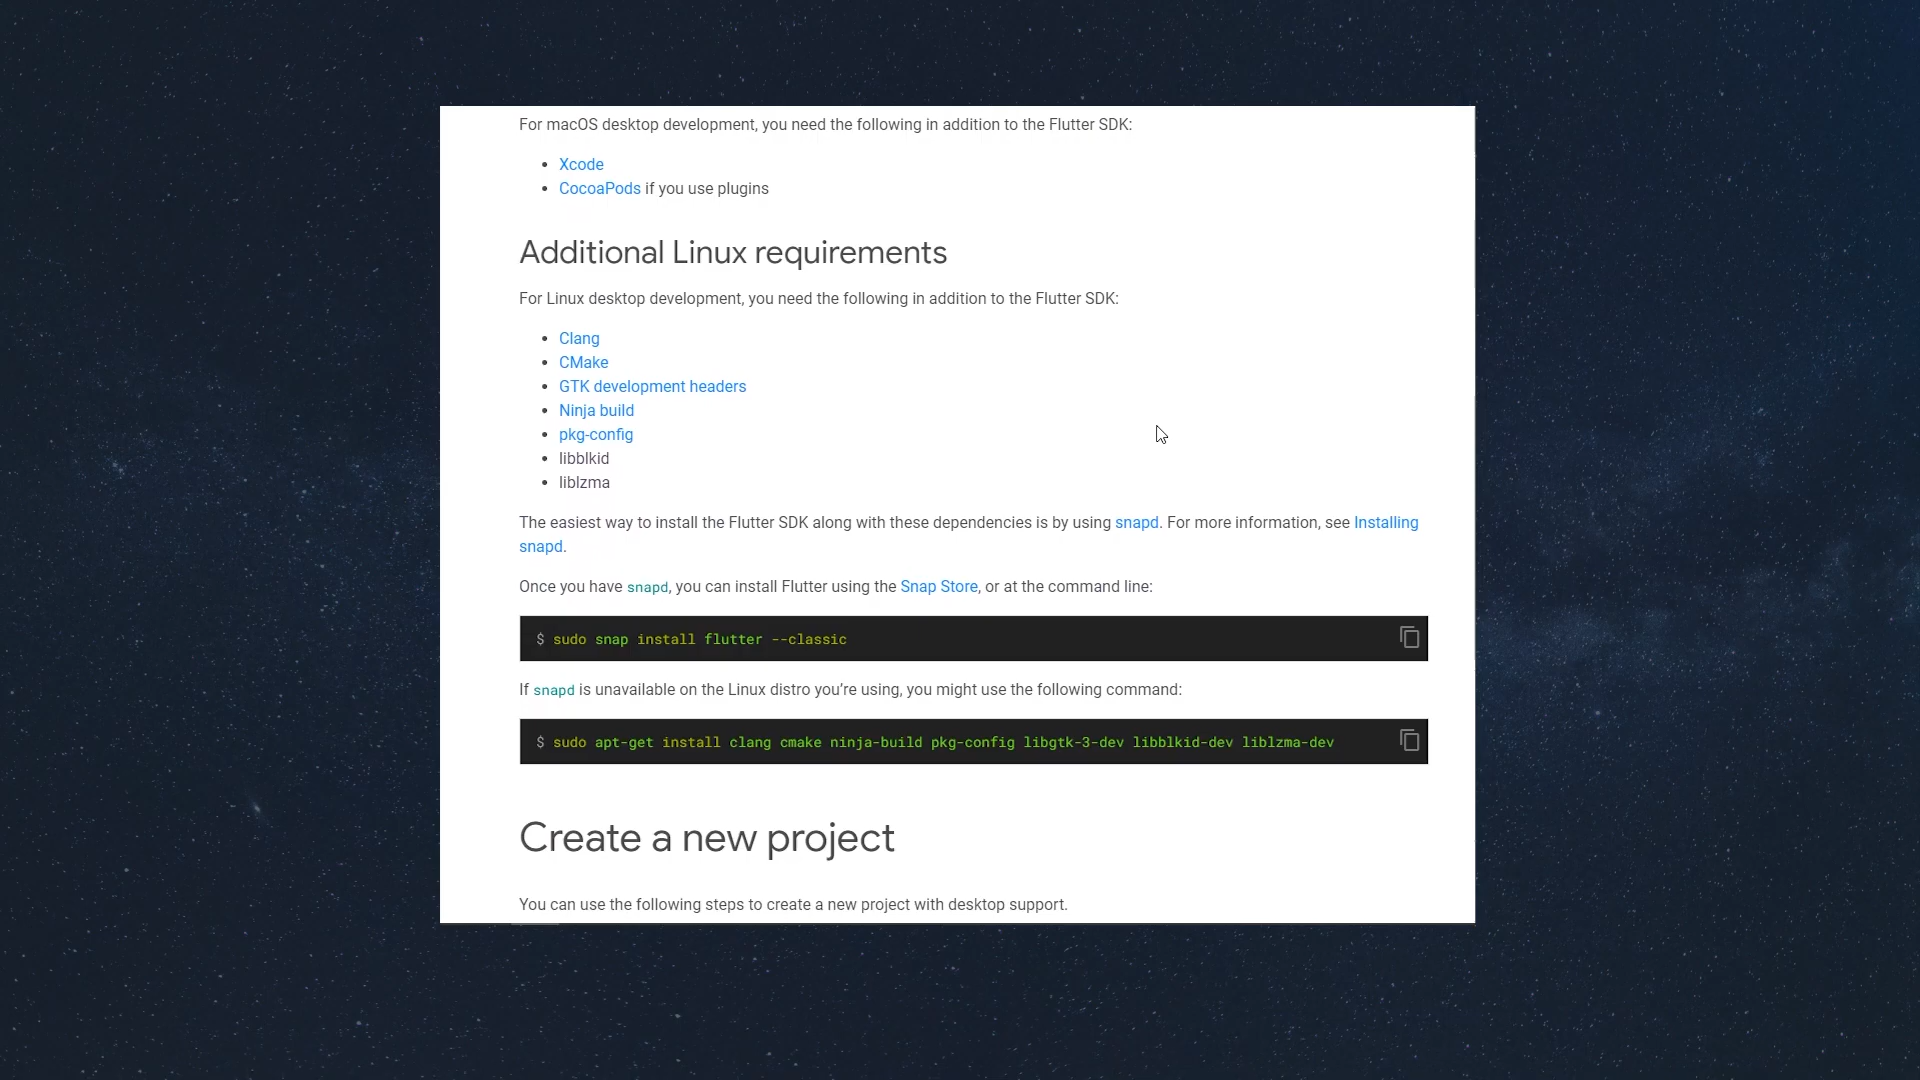 For macOS desktop development, you need the following in addition to the Flutter SDK:
Xcode
CocoaPods if you use plugins
Additional Linux requirements
For Linux desktop development, you need the following in addition to the Flutter SDK:
Clang
CMake
GTK development headers
Ninja build
pkg-config
libblkid
liblzma
The easiest way to install the Flutter SDK along with these dependencies is by using snapd. For more information, see Installing
snapd.
Once you have snapd, you can install Flutter using the Snap Store, or at the command line:
$ sudo snap install flutter --classic
If snapd is unavailable on the Linux distro you’re using, you might use the following command:
$ sudo apt-get install clang cmake ninja-build pkg-config libgtk-3-dev libblkid-dev liblzma-dev
Create a new project
You can use the following steps to create a new project with desktop support.